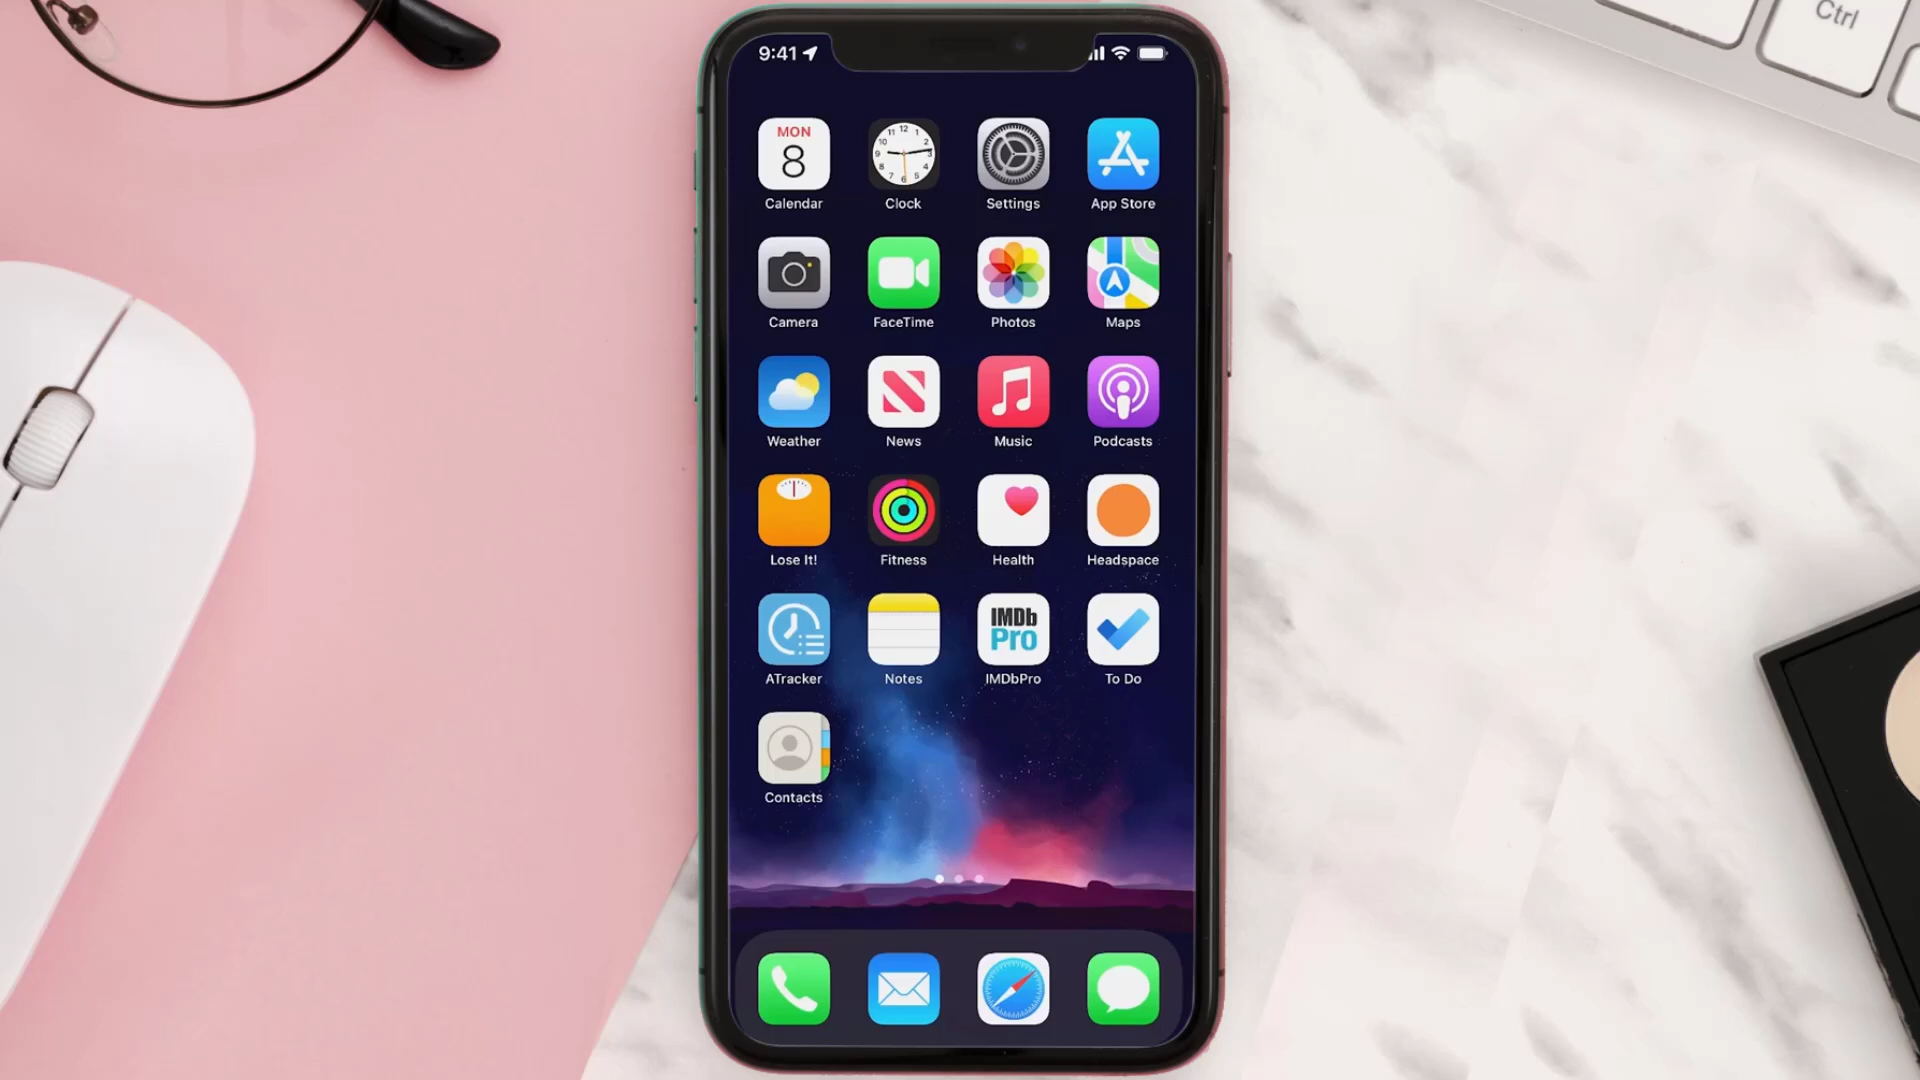 Ctrl
9:41
MON
8
Calendar
Clock
Settings
App Store
Camera
FaceTime
Photos
Maps
Weather
News
Music
Podcasts
Lose It!
Fitness
Health
Headspace
IMDb
Pro
ATracker
Notes
IMDbPro
To Do
Contacts